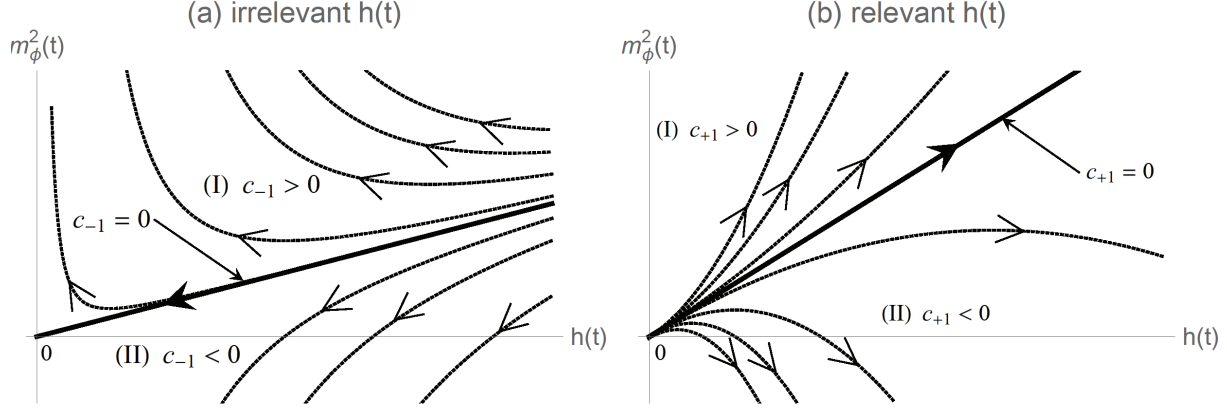 (a) irrelevant h(t)
m²ᵩ(t)
(I) c₋₁ > 0
c₋₁ = 0
(II) c₋₁ < 0
0
h(t)
(b) relevant h(t)
m²ᵩ(t)
(I) c₊₁ > 0
c₊₁ = 0
(II) c₊₁ < 0
0
h(t)